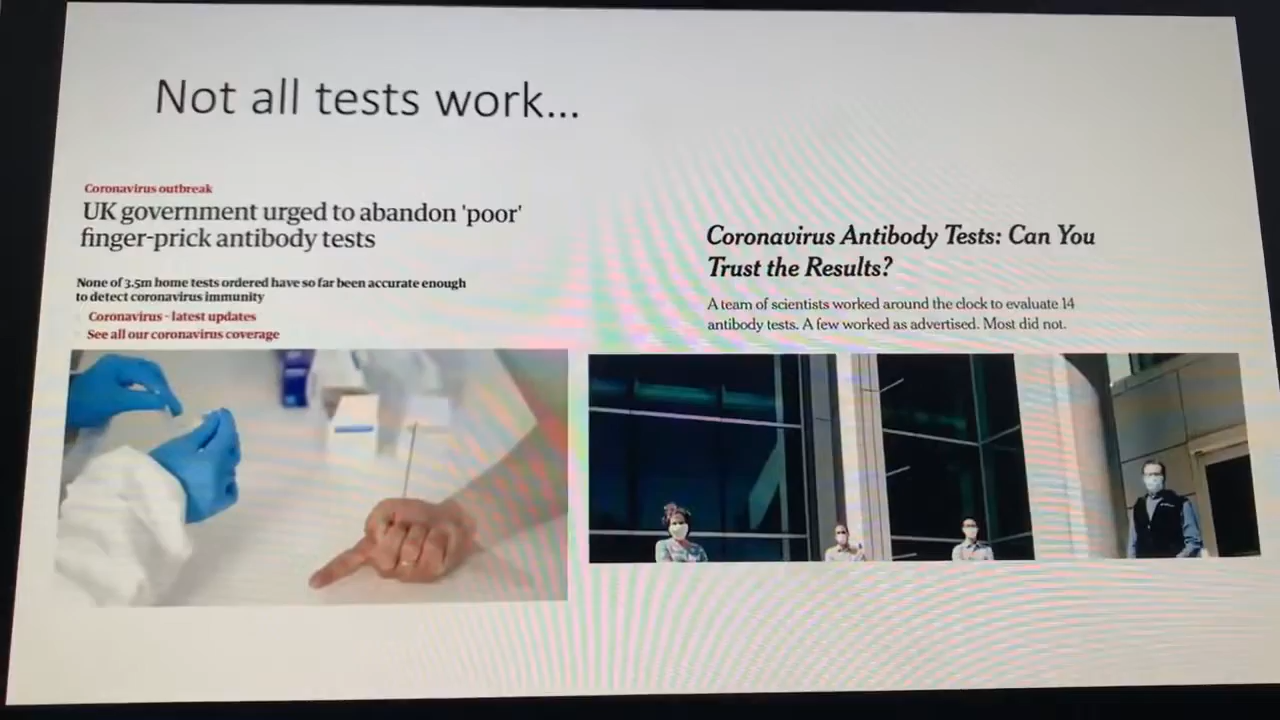 Not all tests work...
Coronavirus outbreak
UK government urged to abandon 'poor'
finger-prick antibody tests
None of 3.5m home tests ordered have so far been accurate enough
to detect coronavirus immunity
Coronavirus - latest updates
See all our coronavirus coverage
Coronavirus Antibody Tests: Can You
Trust the Results?
A team of scientists worked around the clock to evaluate 14
antibody tests. A few worked as advertised. Most did not.